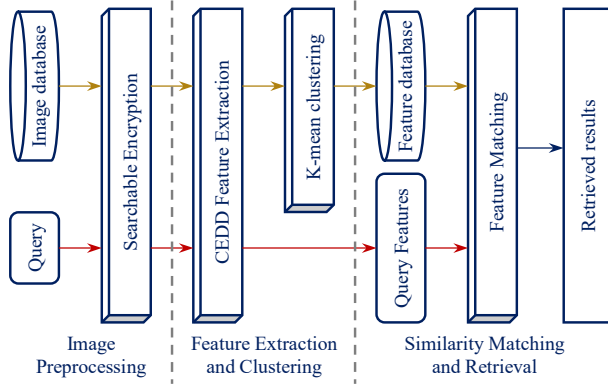 Image database
Query
Searchable Encryption
CEDD Feature Extraction
K-mean clustering
Feature database
Query Features
Feature Matching
Retrieved results
Image
Preprocessing
Feature Extraction
and Clustering
Similarity Matching
and Retrieval